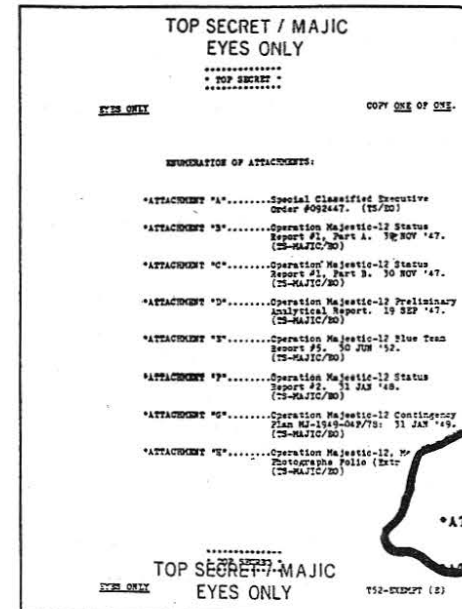 TOP SECRET / MAJIC
EYES ONLY
* TOP SECRET *
EYES ONLY COPY ONE OF ONE.
ENUMERATION OF ATTACHMENTS:
*ATTACHMENT "A"........Special Classified Executive
Order #092447. (TS/EO)
*ATTACHMENT "B"........Operation Majestic-12 Status
Report #1, Part A. 30 NOV '47.
(TS-MAJIC/EO)
*ATTACHMENT "C"........Operation Majestic-12 Status
Report #1, Part B. 30 NOV '47.
(TS-MAJIC/EO)
*ATTACHMENT "D"........Operation Majestic-12 Preliminary
Analytical Report. 19 SEP '47.
(TS-MAJIC/EO)
*ATTACHMENT "E"........Operation Majestic-12 Blue Team
Report #5. 30 JUN '52.
(TS-MAJIC/EO)
*ATTACHMENT "F"........Operation Majestic-12 Status
Report #2. 31 JAN '48.
(TS-MAJIC/EO)
*ATTACHMENT "G"........Operation Majestic-12 Contingency
Plan MJ-1949-04P/78: 31 JAN '49.
(TS-MAJIC/EO)
*ATTACHMENT "H"........Operation Majestic-12, M
Photographs Folio (Extr
(TS-MAJIC/EO)
*AT
* TOP SECRET *
TOP SECRET / MAJIC
EYES ONLY EYES ONLY T52-EXEMPT (E)